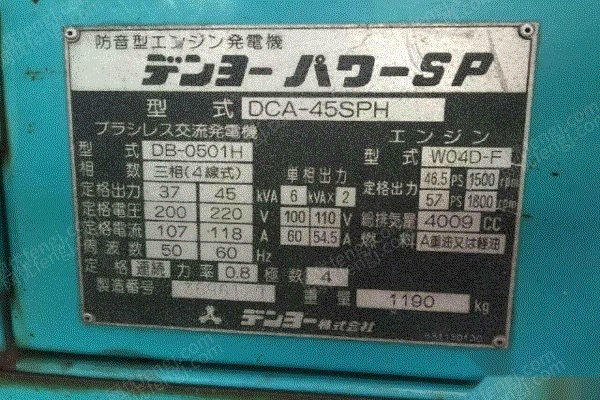 防音型エンジン発電機
デンヨー パワーSP
型 式 DCA-45SPH
ブラシレス交流発電機
型 式 DB-0501H
相 数 三相(4線式)
定格出力 37 45 kVA
定格電圧 200 220 V
定格電流 107 118 A
周波数 50 60 Hz
単相出力
6 kVA×2
100 110 V
60 54.5 A
定 格 連続 力 率 0.8 極数 4
エ ン ジ ン
型 式 W04D-F
定格出力 46.5 PS 1500 rpm
57 PS 1800 rpm
総排気量 4009 CC
燃 料 A重油又は軽油
製造番号
重 量 1190 kg
デンヨー株式会社